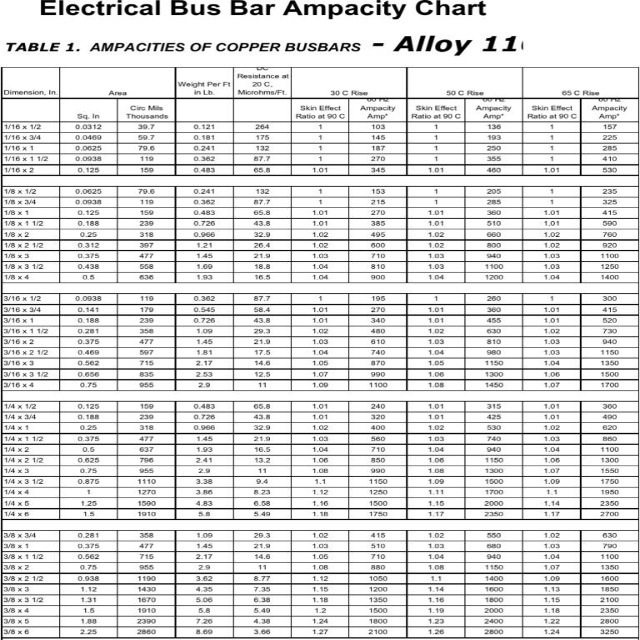 Electrical Bus Bar Ampacity Chart
TABLE 1. AMPACITIES OF COPPER BUSBARS - Alloy 11
Dimension, In. Area Weight Per Ft in Lb. DC Resistance at 20 C, Microhms/Ft. 30 C Rise 50 C Rise 65 C Rise
Sq. In Circ Mils Thousands Skin Effect Ratio at 90 C 60 Hz Ampacity Amp* Skin Effect Ratio at 90 C 60 Hz Ampacity Amp* Skin Effect Ratio at 90 C 60 Hz Ampacity Amp*
1/16 x 1/2 0.0312 39.7 0.121 264 1 103 1 136 1 157
1/16 x 3/4 0.0469 59.7 0.181 175 1 145 1 193 1 225
1/16 x 1 0.0625 79.6 0.241 132 1 187 1 250 1 285
1/16 x 1 1/2 0.0938 119 0.362 87.7 1 270 1 355 1 410
1/16 x 2 0.125 159 0.483 65.8 1.01 345 1 460 1 530
1/8 x 1/2 0.0625 79.6 0.241 132 1 153 1 205 1 235
1/8 x 3/4 0.0938 119 0.362 87.7 1 215 1 285 1 325
1/8 x 1 0.125 159 0.483 65.8 1.01 270 1.01 360 1.01 415
1/8 x 1 1/2 0.188 239 0.726 43.8 1.01 385 1.01 510 1.01 590
1/8 x 2 0.25 318 0.966 32.9 1.02 495 1.02 660 1.02 760
1/8 x 2 1/2 0.312 397 1.21 26.4 1.02 600 1.02 800 1.02 920
1/8 x 3 0.375 477 1.45 21.9 1.03 710 1.03 940 1.03 1100
1/8 x 3 1/2 0.438 558 1.69 18.8 1.04 810 1.03 1100 1.03 1250
1/8 x 4 0.5 636 1.93 16.5 1.04 900 1.04 1200 1.04 1400
3/16 x 1/2 0.0938 119 0.362 87.7 1 195 1 260 1 300
3/16 x 3/4 0.141 179 0.545 58.4 1.01 270 1.01 360 1.01 415
3/16 x 1 0.188 239 0.726 43.8 1.01 340 1.01 455 1.01 520
3/16 x 1 1/2 0.281 358 1.09 29.3 1.02 480 1.02 630 1.02 730
3/16 x 2 0.375 477 1.45 21.9 1.03 610 1.03 810 1.03 940
3/16 x 2 1/2 0.469 597 1.81 17.5 1.04 740 1.04 980 1.03 1150
3/16 x 3 0.562 715 2.17 14.6 1.05 870 1.05 1150 1.04 1350
3/16 x 3 1/2 0.656 835 2.53 12.5 1.07 990 1.06 1300 1.06 1500
3/16 x 4 0.75 955 2.9 11 1.09 1100 1.08 1450 1.07 1700
1/4 x 1/2 0.125 159 0.483 65.8 1.01 240 1.01 315 1.01 360
1/4 x 3/4 0.188 239 0.726 43.8 1.01 320 1.01 425 1.01 490
1/4 x 1 0.25 318 0.966 32.9 1.02 400 1.02 530 1.02 620
1/4 x 1 1/2 0.375 477 1.45 21.9 1.03 560 1.03 740 1.03 860
1/4 x 2 0.5 637 1.93 16.5 1.04 710 1.04 940 1.04 1100
1/4 x 2 1/2 0.625 796 2.41 13.2 1.06 850 1.06 1150 1.06 1300
1/4 x 3 0.75 955 2.9 11 1.08 990 1.08 1300 1.07 1550
1/4 x 3 1/2 0.875 1110 3.38 9.4 1.1 1150 1.09 1500 1.09 1750
1/4 x 4 1 1270 3.86 8.23 1.12 1250 1.11 1700 1.1 1950
1/4 x 5 1.25 1590 4.83 6.58 1.16 1500 1.15 2000 1.14 2350
1/4 x 6 1.5 1910 5.8 5.49 1.18 1750 1.17 2350 1.17 2700
3/8 x 3/4 0.281 358 1.09 29.3 1.02 415 1.02 550 1.02 630
3/8 x 1 0.375 477 1.45 21.9 1.03 510 1.03 680 1.03 790
3/8 x 1 1/2 0.562 715 2.17 14.6 1.05 710 1.04 940 1.04 1100
3/8 x 2 0.75 955 2.9 11 1.08 880 1.08 1150 1.07 1350
3/8 x 2 1/2 0.938 1190 3.62 8.77 1.12 1050 1.1 1400 1.09 1600
3/8 x 3 1.12 1430 4.35 7.35 1.15 1200 1.14 1600 1.13 1850
3/8 x 3 1/2 1.31 1670 5.06 6.38 1.18 1350 1.16 1800 1.15 2100
3/8 x 4 1.5 1910 5.8 5.49 1.2 1500 1.19 2000 1.18 2350
3/8 x 5 1.88 2390 7.26 4.38 1.24 1800 1.23 2400 1.22 2800
3/8 x 6 2.25 2860 8.69 3.66 1.27 2100 1.26 2800 1.24 3250